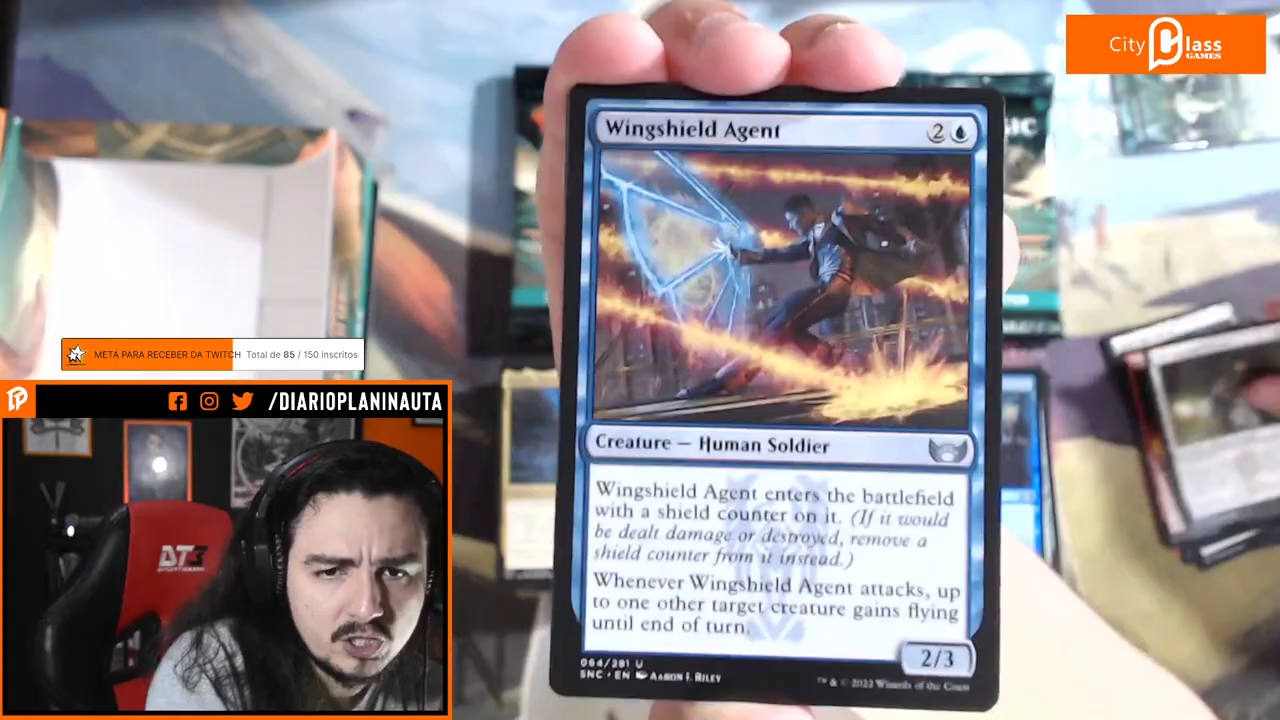 City Class
GAMES
Wingshield Agent
2
IC
META PARA RECEBER DA TWITCH Total de 85 / 150 inscritos
/DIARIOPLANINAUTA
DT3
Creature — Human Soldier
Wingshield Agent enters the battlefield
with a shield counter on it. (If it would
be dealt damage or destroyed, remove a
shield counter from it instead.)
Whenever Wingshield Agent attacks, up
to one other target creature gains flying
until end of turn.
2/3
064/281 U
SNC • EN Aaron J. Riley
™ & © 2022 Wizards of the Coast